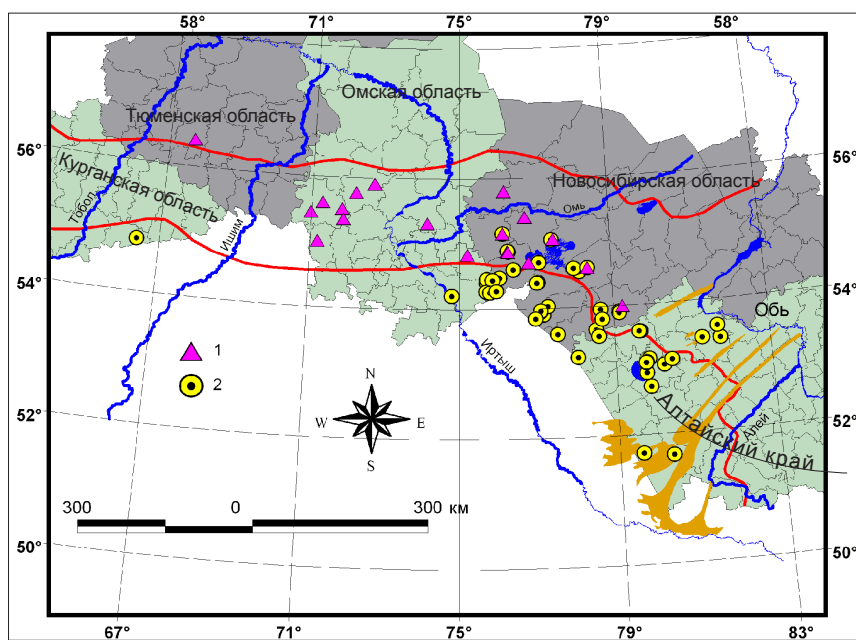 58° 71° 75° 79° 58°
56°
54°
52°
50°
56°
54°
52°
50°
67° 71° 75° 79° 83°
Тюменская область
Омская область
Курганская область
Новосибирская область
Алтайский край
Тобол
Ишим
Омь
Иртыш
Обь
Алей
1
2
N
W E
S
300 0 300 км